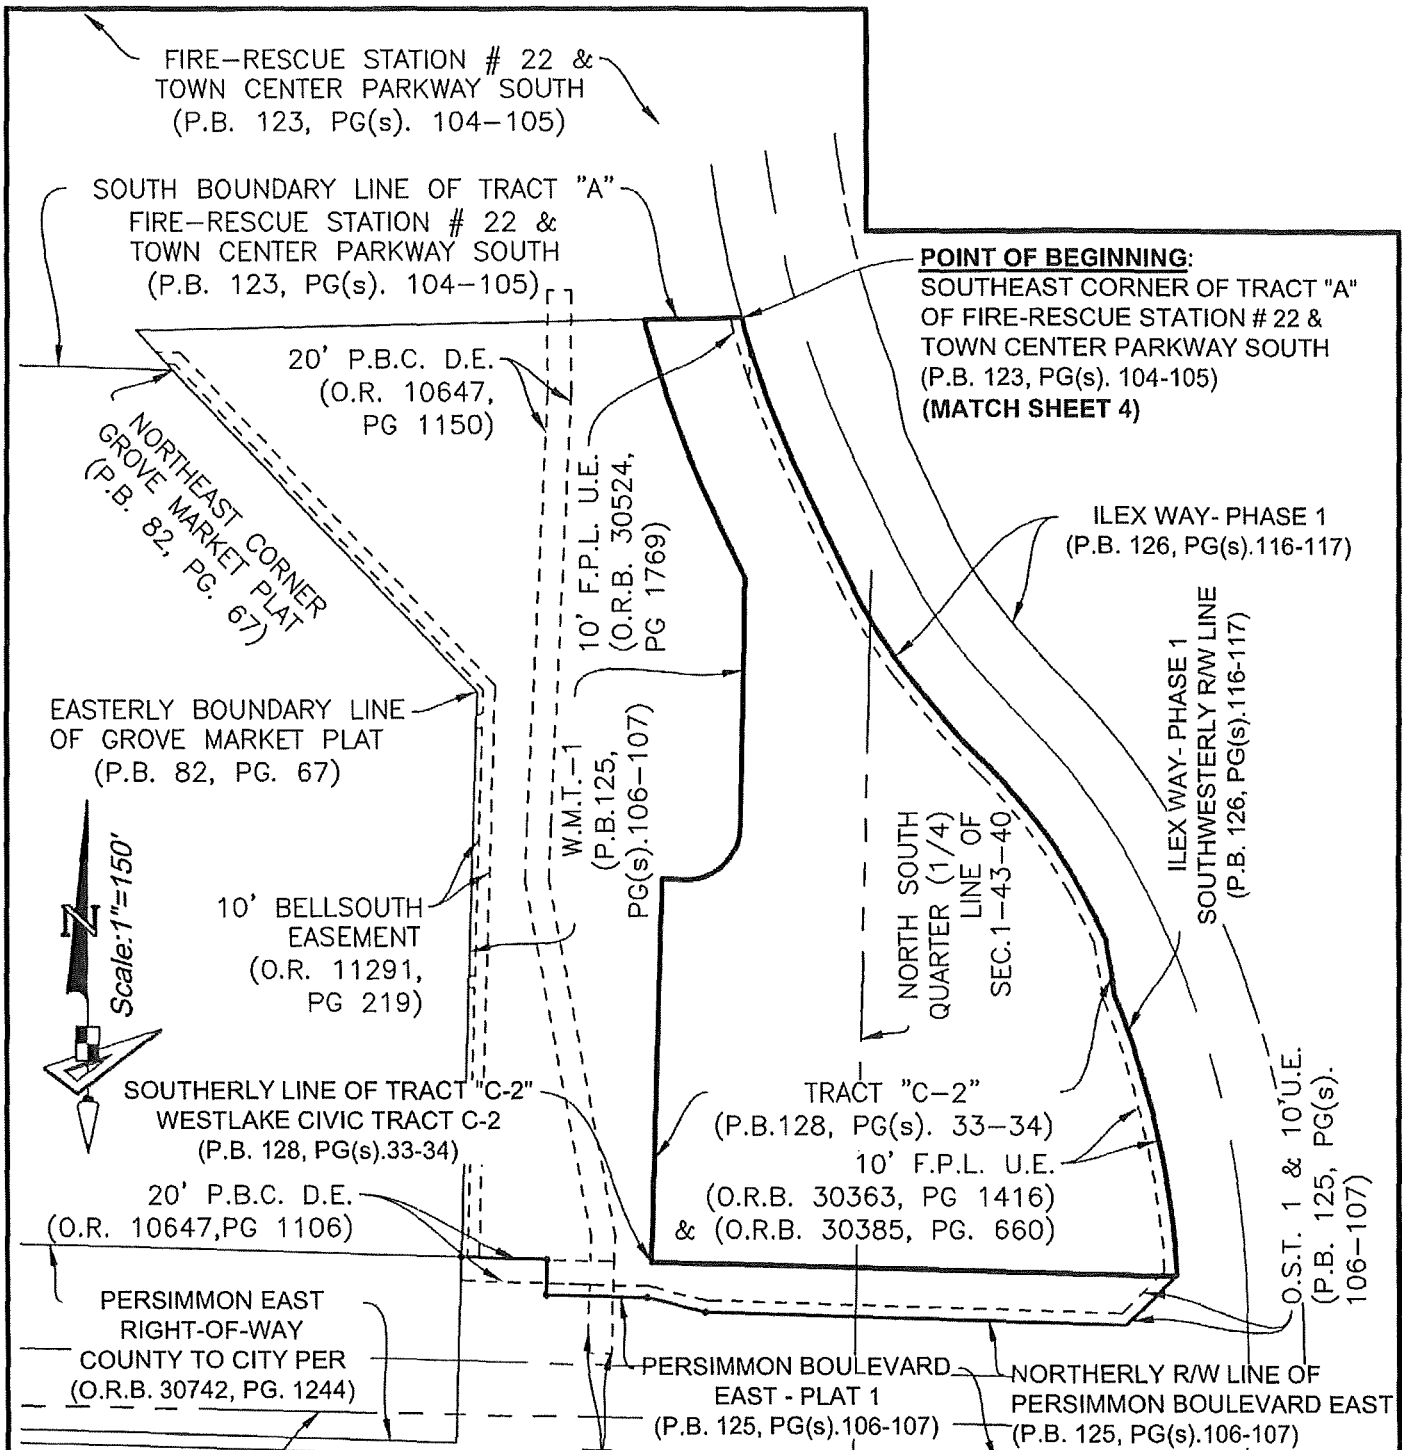 FIRE-RESCUE STATION # 22 &
TOWN CENTER PARKWAY SOUTH
(P.B. 123, PG(s). 104-105)
SOUTH BOUNDARY LINE OF TRACT "A"
FIRE-RESCUE STATION # 22 &
TOWN CENTER PARKWAY SOUTH
(P.B. 123, PG(s). 104-105)
POINT OF BEGINNING:
SOUTHEAST CORNER OF TRACT "A"
OF FIRE-RESCUE STATION # 22 &
TOWN CENTER PARKWAY SOUTH
(P.B. 123, PG(s). 104-105)
(MATCH SHEET 4)
20' P.B.C. D.E.
(O.R. 10647,
PG 1150)
NORTHEAST CORNER
GROVE MARKET PLAT
(P.B. 82, PG. 67)
10' F.P.L. U.E.
(O.R.B. 30524,
PG 1769)
ILEX WAY- PHASE 1
(P.B. 126, PG(s).116-117)
ILEX WAY- PHASE 1
SOUTHWESTERLY R/W LINE
(P.B. 126, PG(s).116-117)
EASTERLY BOUNDARY LINE
OF GROVE MARKET PLAT
(P.B. 82, PG. 67)
W.M.T.-1
(P.B.125,
PG(s).106-107)
N
Scale:1"=150'
10' BELLSOUTH
EASEMENT
(O.R. 11291,
PG 219)
NORTH SOUTH
QUARTER (1/4)
LINE OF
SEC.1-43-40
SOUTHERLY LINE OF TRACT "C-2"
WESTLAKE CIVIC TRACT C-2
(P.B. 128, PG(s).33-34)
TRACT "C-2"
(P.B.128, PG(s). 33-34)
10' F.P.L. U.E.
(O.R.B. 30363, PG 1416)
& (O.R.B. 30385, PG. 660)
O.S.T. 1 & 10'U.E.
(P.B. 125, PG(s).
106-107)
20' P.B.C. D.E.
(O.R. 10647,PG 1106)
PERSIMMON EAST
RIGHT-OF-WAY
COUNTY TO CITY PER
(O.R.B. 30742, PG. 1244)
PERSIMMON BOULEVARD
EAST - PLAT 1
(P.B. 125, PG(s).106-107)
NORTHERLY R/W LINE OF
PERSIMMON BOULEVARD EAST
(P.B. 125, PG(s).106-107)